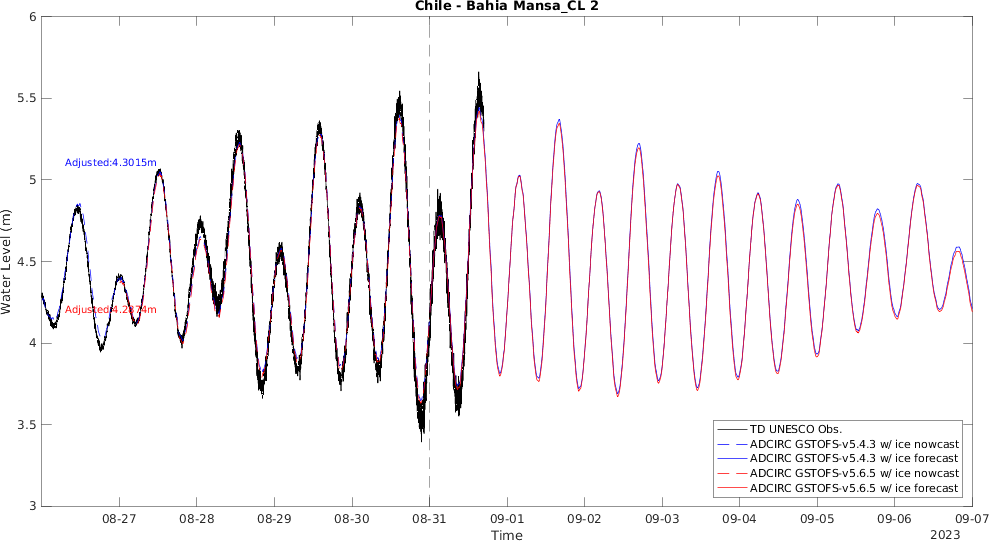 Chile - Bahia Mansa_CL 2
6
5.5
5
4.5
4
3.5
3
Water Level (m)
Adjusted:4.3015m
TD UNESCO Obs.
ADCIRC GSTOFS-v5.4.3 w/ ice nowcast
ADCIRC GSTOFS-v5.4.3 w/ ice forecast
ADCIRC GSTOFS-v5.6.5 w/ ice nowcast
ADCIRC GSTOFS-v5.6.5 w/ ice forecast
08-27
08-28
08-29
08-30
08-31
09-01
09-02
09-03
09-04
09-05
09-06
09-07
Time
2023